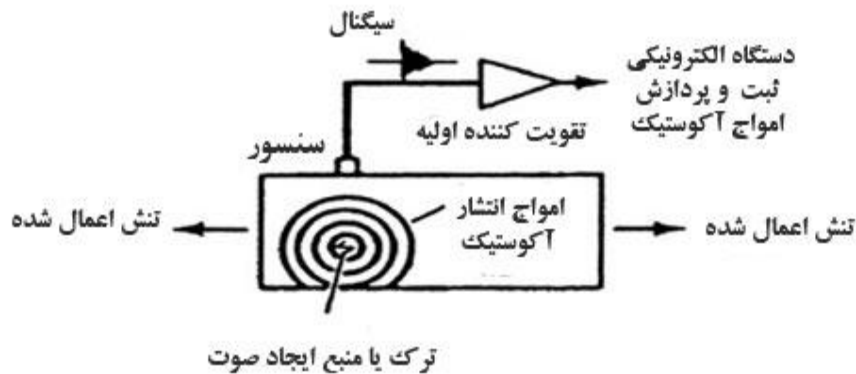 سیگنال
دستگاه الکترونیکی
ثبت و پردازش
امواج آکوستیک
تقویت کننده اولیه
سنسور
امواج انتشار
آکوستیک
تنش اعمال شده
تنش اعمال شده
ترک یا منبع ایجاد صوت